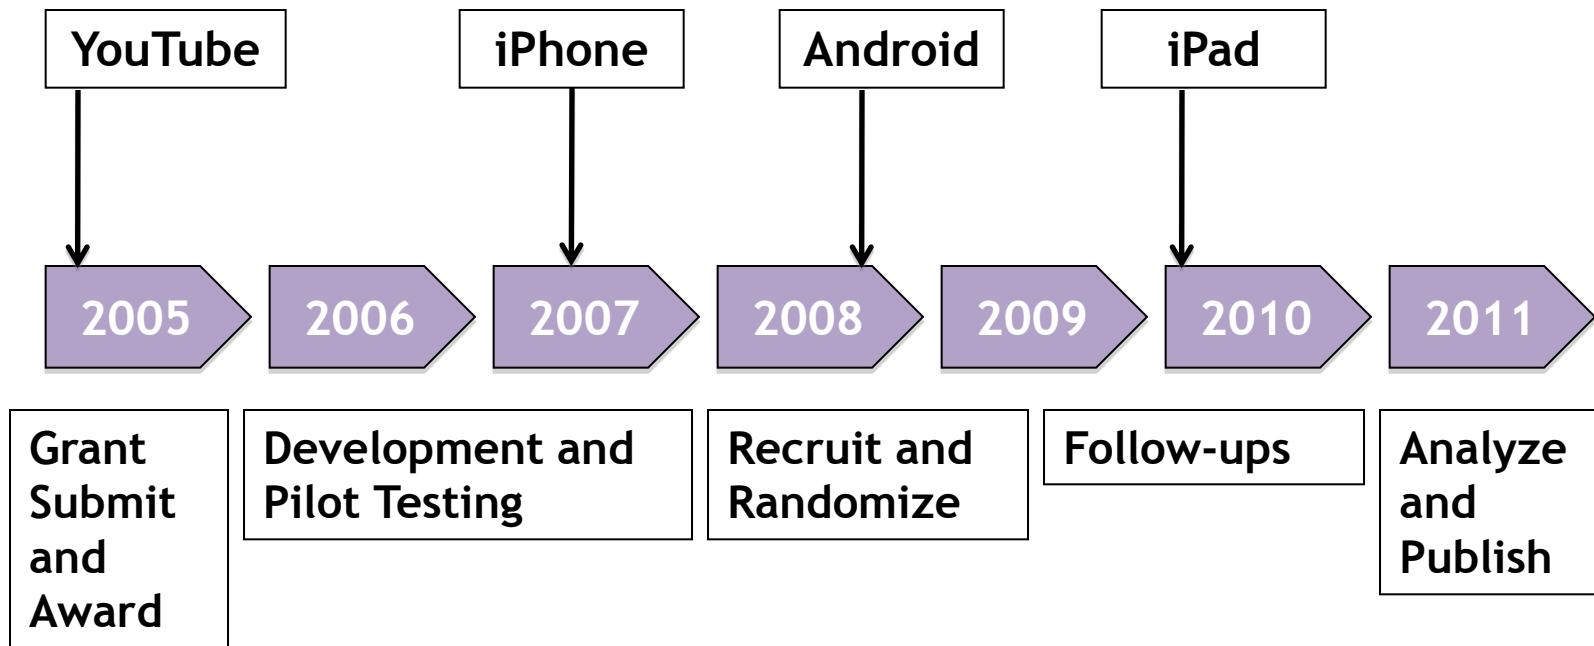 YouTube
iPhone
Android
iPad
2005
2006
2007
2008
2009
2010
2011
Grant
Submit
and
Award
Development and
Pilot Testing
Recruit and
Randomize
Follow-ups
Analyze
and
Publish